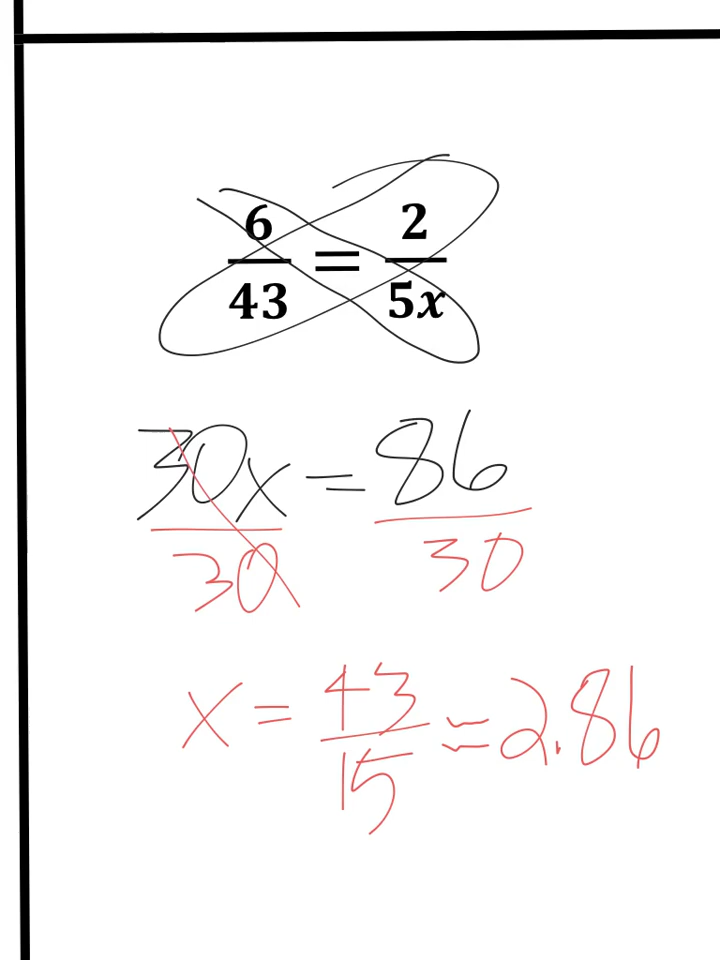 6/43 = 2/5x
30x = 86
30 30
x = 43/15 ≈ 2.86